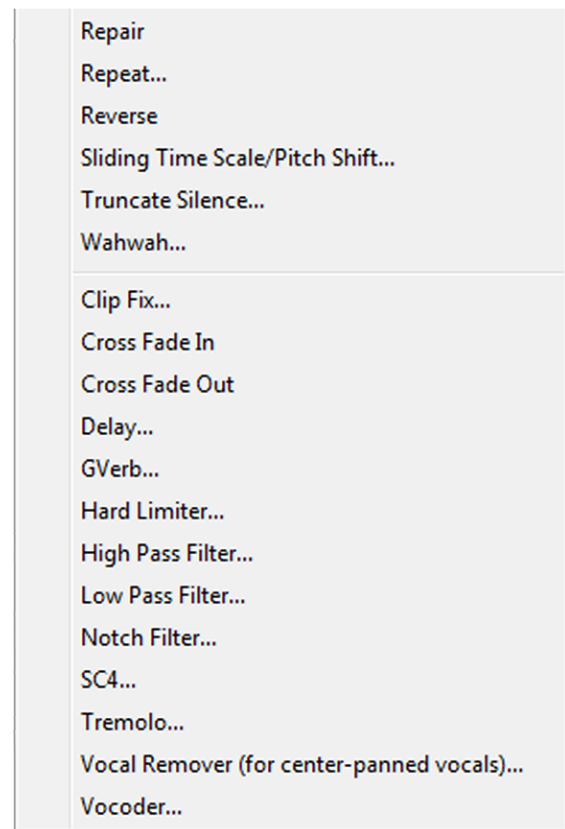 Repair
Repeat...
Reverse
Sliding Time Scale/Pitch Shift...
Truncate Silence...
Wahwah...
Clip Fix...
Cross Fade In
Cross Fade Out
Delay...
GVerb...
Hard Limiter...
High Pass Filter...
Low Pass Filter...
Notch Filter...
SC4...
Tremolo...
Vocal Remover (for center-panned vocals)...
Vocoder...